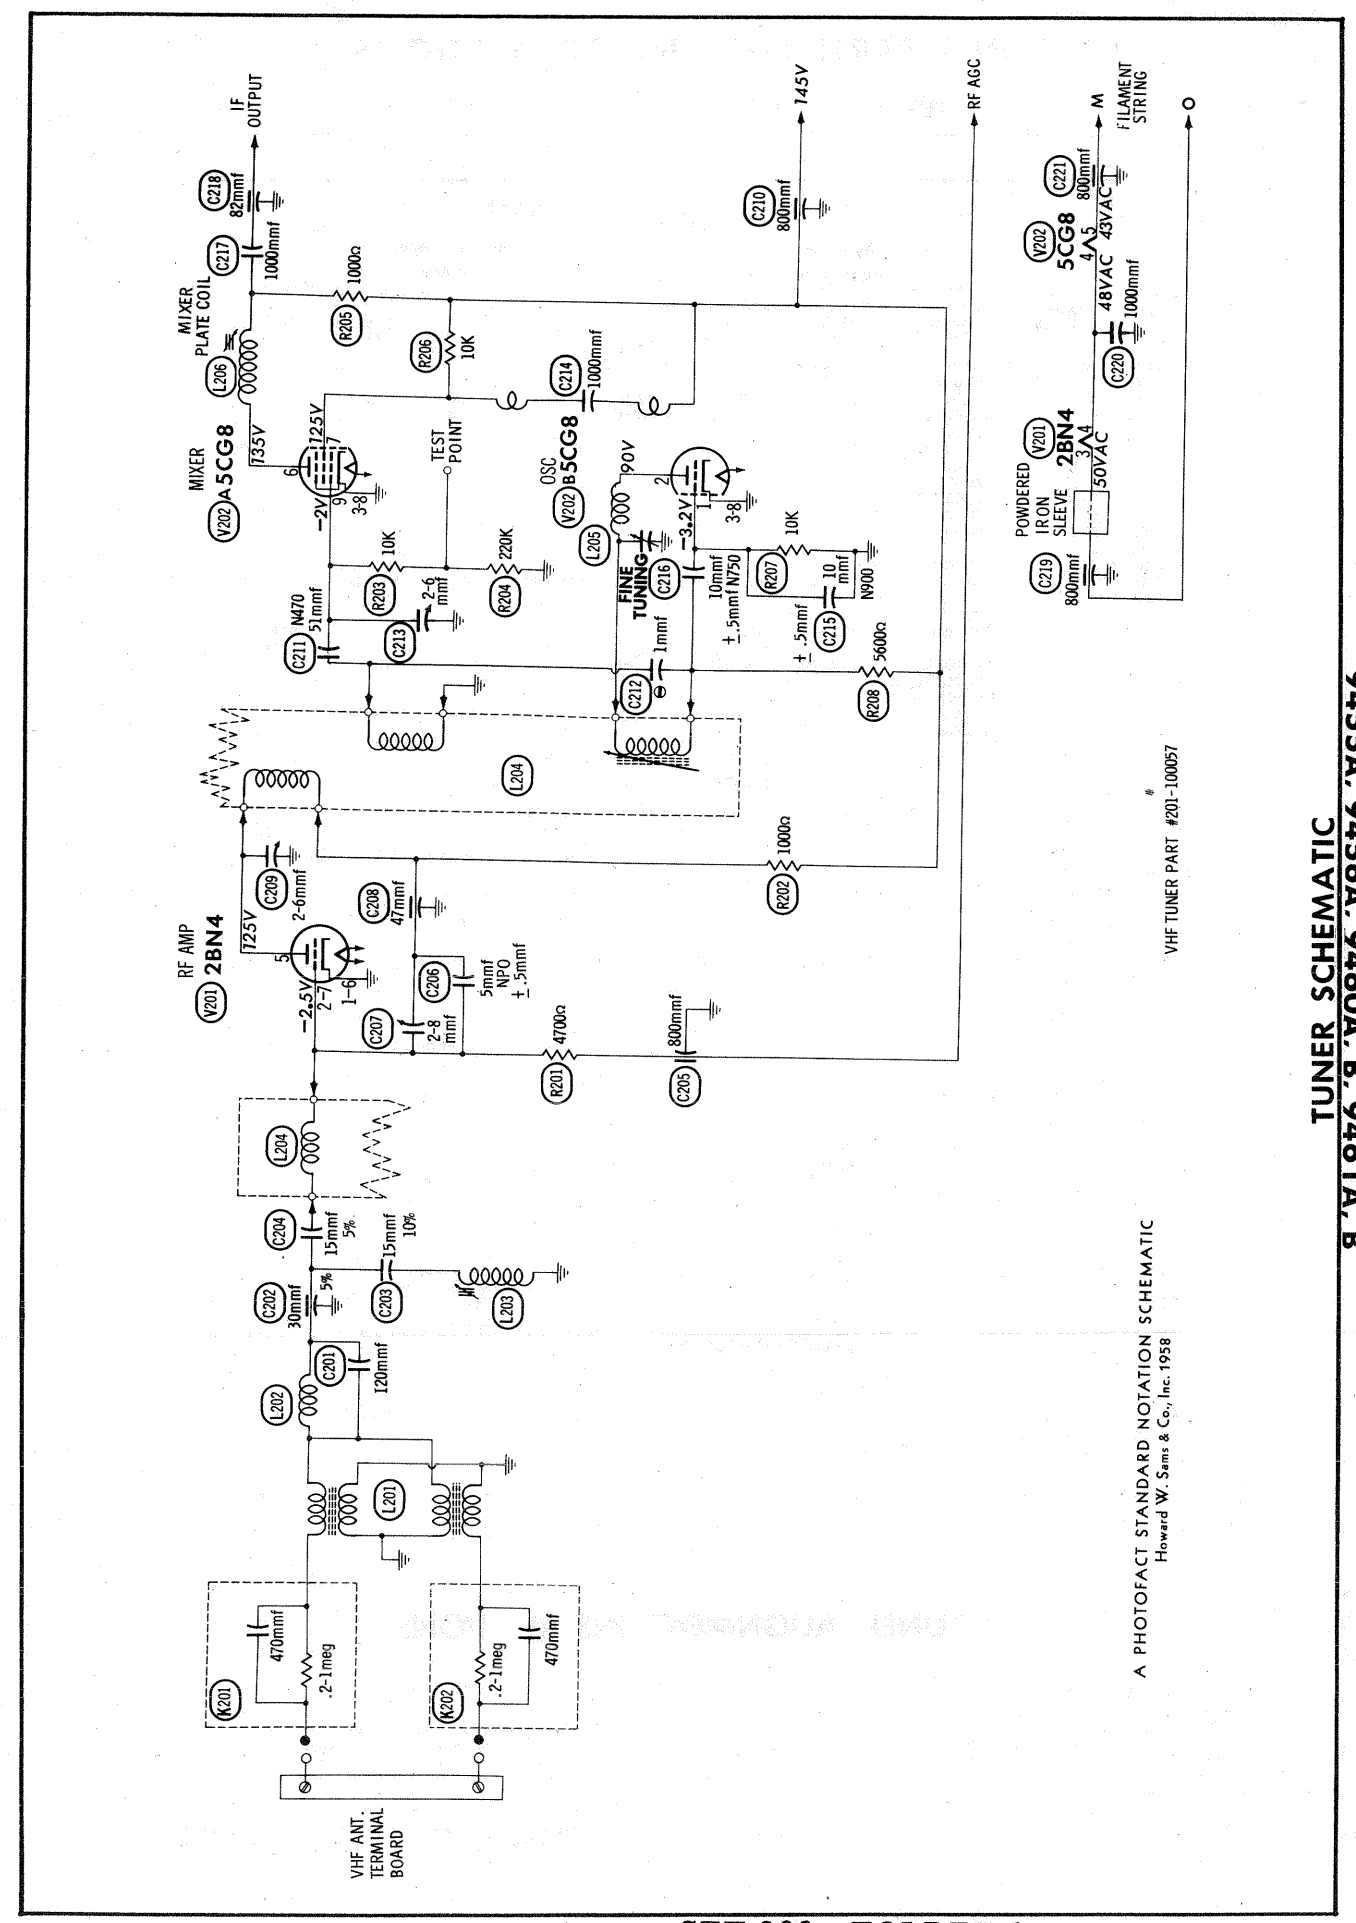 VHF ANT.
TERMINAL
BOARD
K201
470mmf
.2-1meg
K202
.2-1meg
470mmf
L201
L202
C201
120mmf
C202
30mmf
5%
C203
15mmf
10%
L203
C204
15mmf
5%
L204
RF AMP
V201 2BN4
-2.5V
2-7
1-6
5
125V
C209
2-6mmf
C207
2-8
mmf
C206
5mmf
NPO
±.5mmf
C208
47mmf
R201
4700Ω
C205
800mmf
R202
1000Ω
L204
C211
N470
51mmf
C213
2-6
mmf
R203
10K
R204
220K
TEST
POINT
MIXER
V202 A5CG8
-2V
9
3-8
6
7
135V
125V
MIXER
PLATE COIL
L206
C217
1000mmf
C218
82mmf
IF
OUTPUT
R205
1000Ω
R206
10K
C214
1000mmf
OSC
V202 B5CG8
90V
2
1
3-8
-3.2V
L205
FINE
TUNING
C212
1mmf
C216
10mmf
±.5mmf N750
R207
10K
C215
10
mmf
±.5mmf
N900
R208
5600Ω
C210
800mmf
145V
RF AGC
POWDERED
IRON
SLEEVE
C219
800mmf
V201
2BN4
3 4
50VAC
C220
1000mmf
48VAC
V202
5CG8
4 5
43VAC
C221
800mmf
M
FILAMENT
STRING
O
VHF TUNER PART #201-100057
A PHOTOFACT STANDARD NOTATION SCHEMATIC
Howard W. Sams & Co., Inc. 1958
TUNER SCHEMATIC